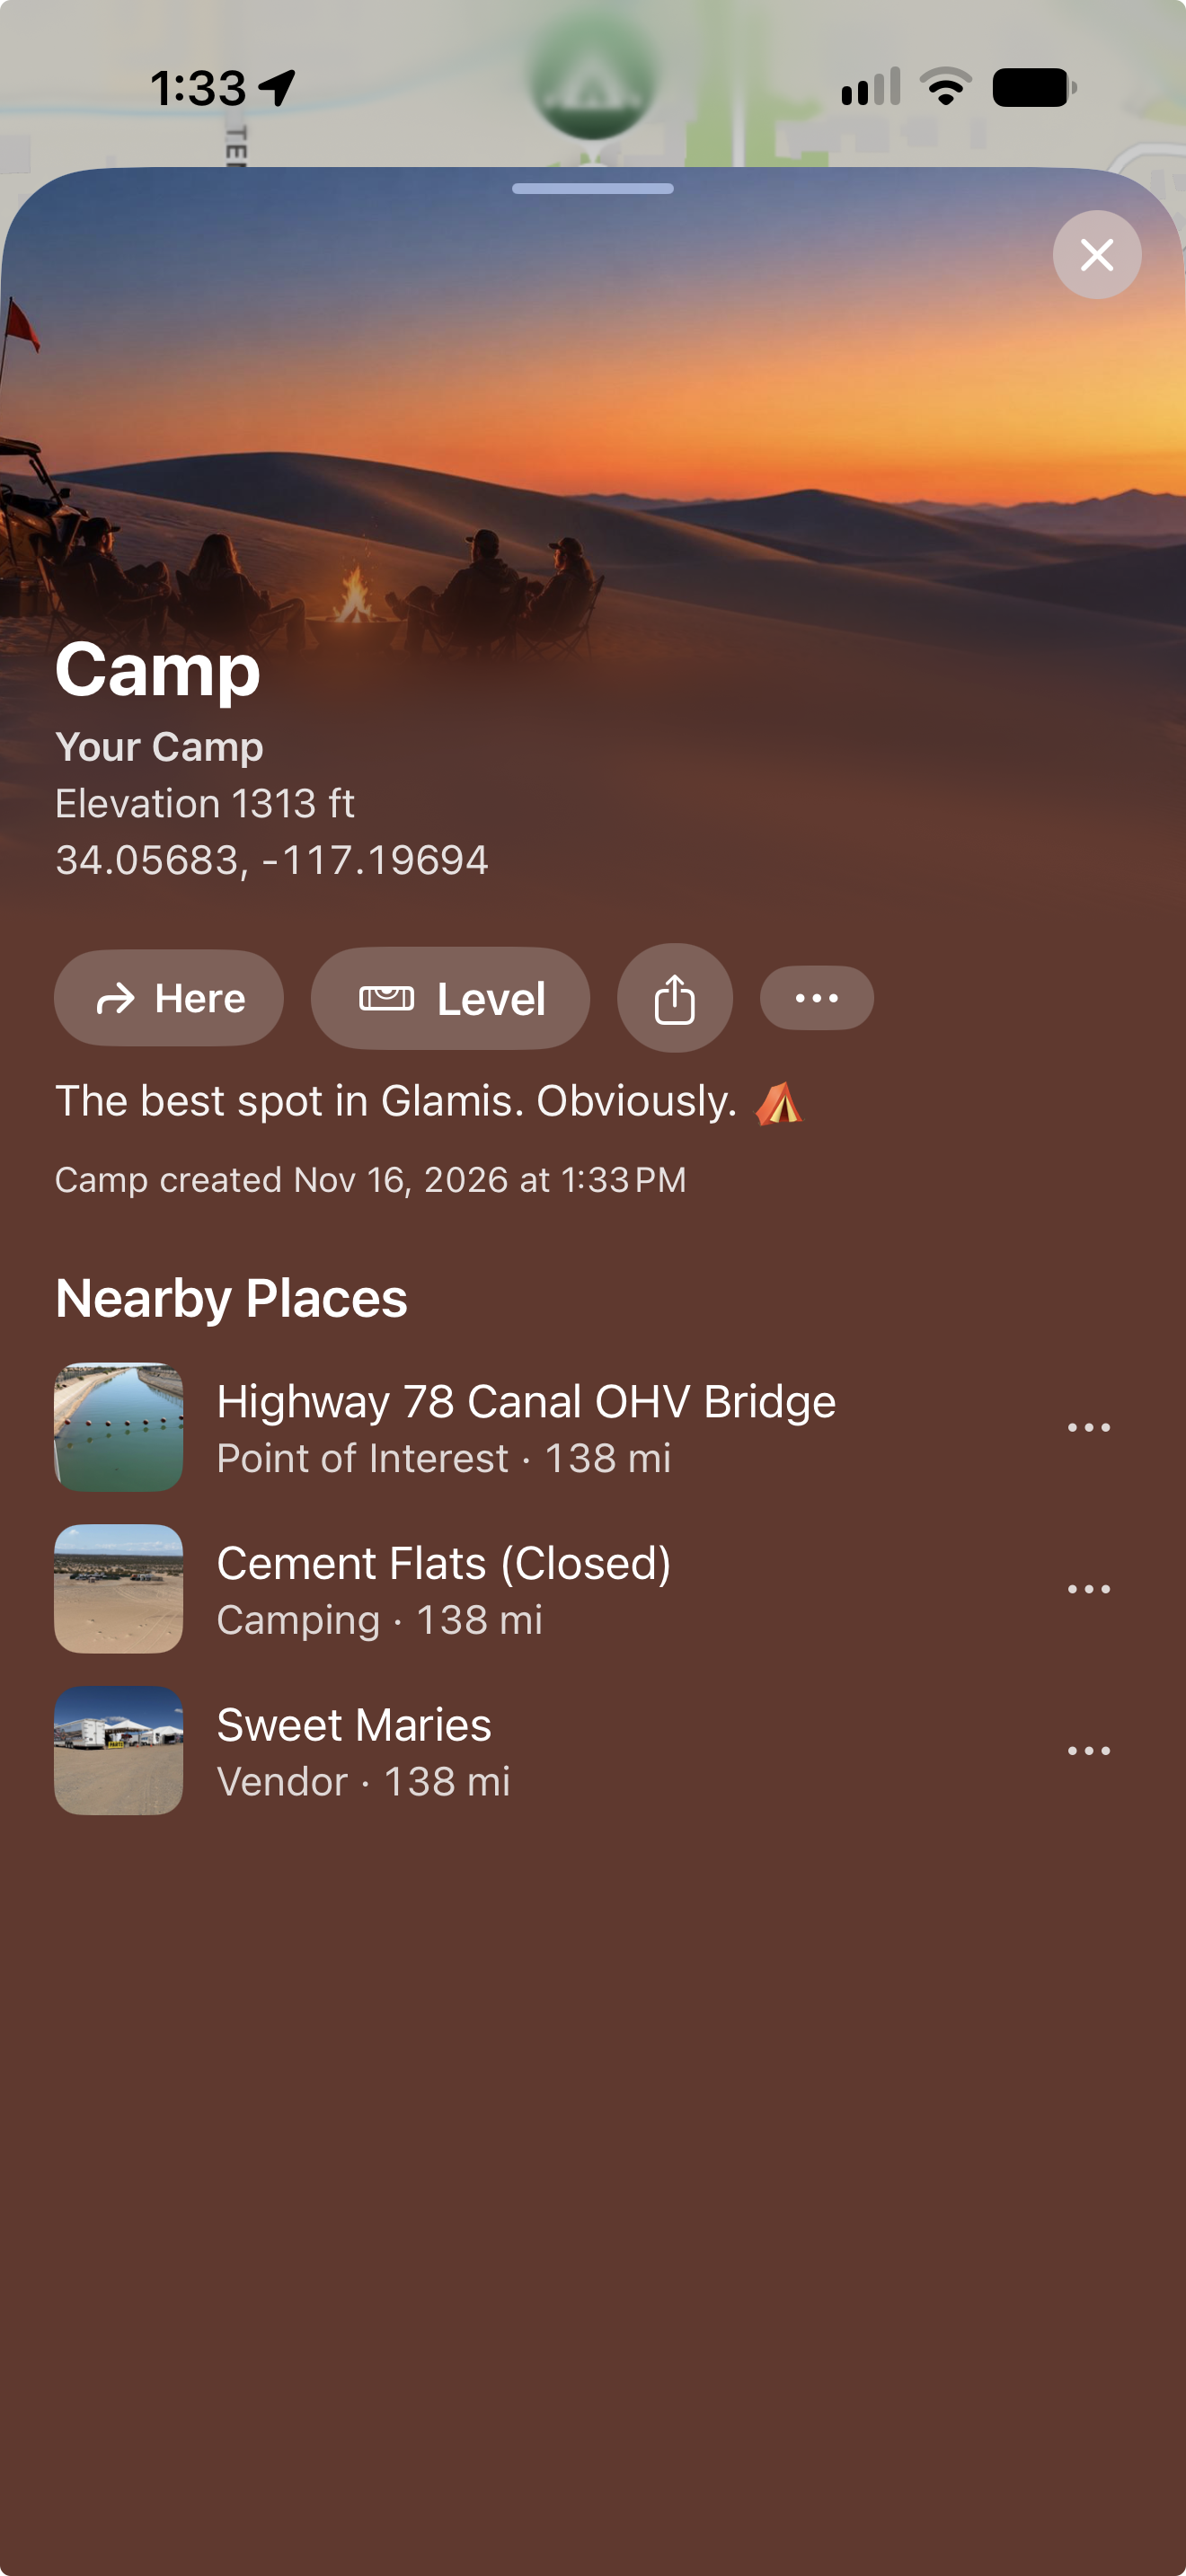 1:33
TER
Camp
Your Camp
Elevation 1313 ft
34.05683, -117.19694
Here
Level
The best spot in Glamis. Obviously.
Camp created Nov 16, 2026 at 1:33 PM
Nearby Places
Highway 78 Canal OHV Bridge
Point of Interest · 138 mi
Cement Flats (Closed)
Camping · 138 mi
Sweet Maries
Vendor · 138 mi